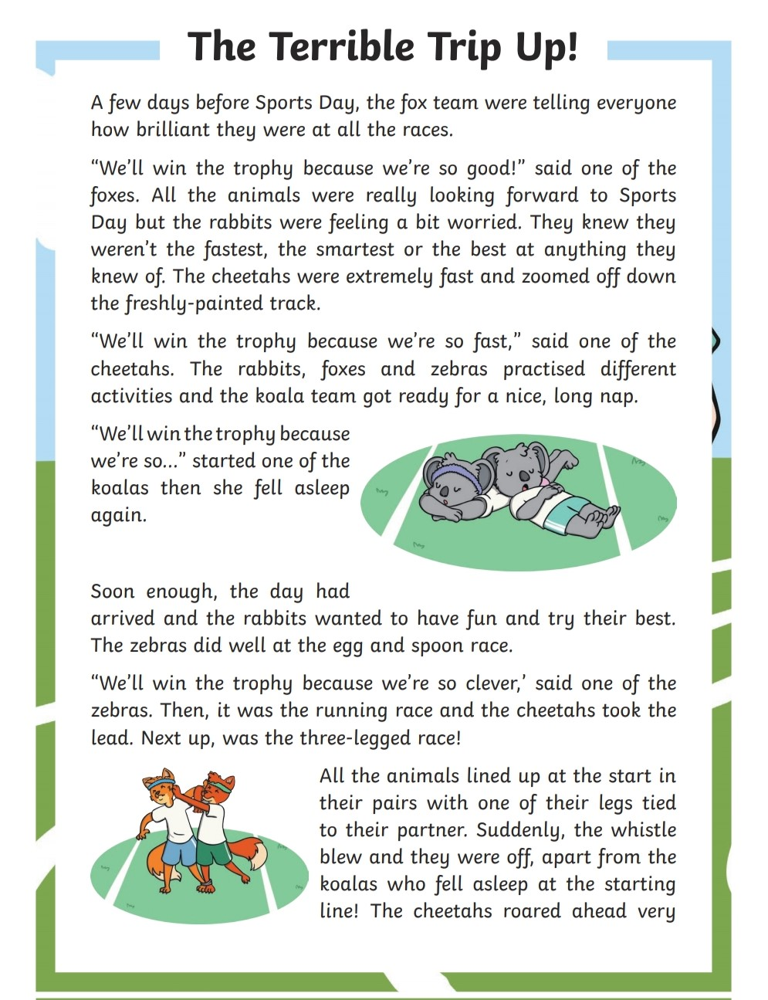 The Terrible Trip Up!
A few days before Sports Day, the fox team were telling everyone
how brilliant they were at all the races.
“We’ll win the trophy because we’re so good!” said one of the
foxes. All the animals were really looking forward to Sports
Day but the rabbits were feeling a bit worried. They knew they
weren’t the fastest, the smartest or the best at anything they
knew of. The cheetahs were extremely fast and zoomed off down
the freshly-painted track.
“We’ll win the trophy because we’re so fast,” said one of the
cheetahs. The rabbits, foxes and zebras practised different
activities and the koala team got ready for a nice, long nap.
“We’ll win the trophy because
we’re so...” started one of the
koalas then she fell asleep
again.
Soon enough, the day had
arrived and the rabbits wanted to have fun and try their best.
The zebras did well at the egg and spoon race.
“We’ll win the trophy because we’re so clever,’ said one of the
zebras. Then, it was the running race and the cheetahs took the
lead. Next up, was the three-legged race!
All the animals lined up at the start in
their pairs with one of their legs tied
to their partner. Suddenly, the whistle
blew and they were off, apart from the
koalas who fell asleep at the starting
line! The cheetahs roared ahead very